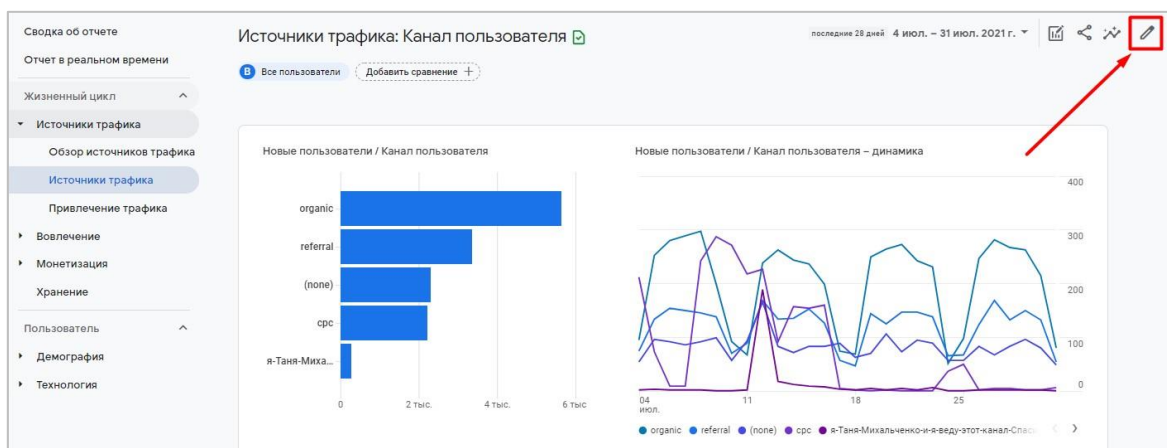 Сводка об отчете
Отчет в реальном времени
Жизненный цикл
Источники трафика
Обзор источников трафика
Источники трафика
Привлечение трафика
Вовлечение
Монетизация
Хранение
Пользователь
Демография
Технология
Источники трафика: Канал пользователя
последние 28 дней 4 июл. – 31 июл. 2021 г.
B Все пользователи Добавить сравнение +
Новые пользователи / Канал пользователя
organic
referral
(none)
cpc
я-Таня-Миха...
0 2 тыс. 4 тыс. 6 тыс
Новые пользователи / Канал пользователя – динамика
400
300
200
100
0
04 11 18 25
июл.
organic referral (none) cpc я-Таня-Михальченко-и-я-веду-этот-канал-Спас